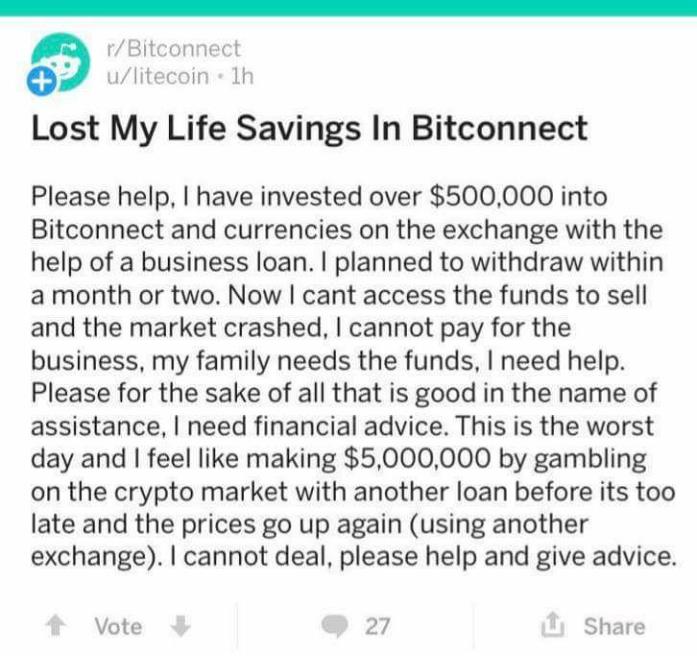 r/Bitconnect
u/litecoin • 1h
Lost My Life Savings In Bitconnect
Please help, I have invested over $500,000 into
Bitconnect and currencies on the exchange with the
help of a business loan. I planned to withdraw within
a month or two. Now I cant access the funds to sell
and the market crashed, I cannot pay for the
business, my family needs the funds, I need help.
Please for the sake of all that is good in the name of
assistance, I need financial advice. This is the worst
day and I feel like making $5,000,000 by gambling
on the crypto market with another loan before its too
late and the prices go up again (using another
exchange). I cannot deal, please help and give advice.
Vote 27 Share